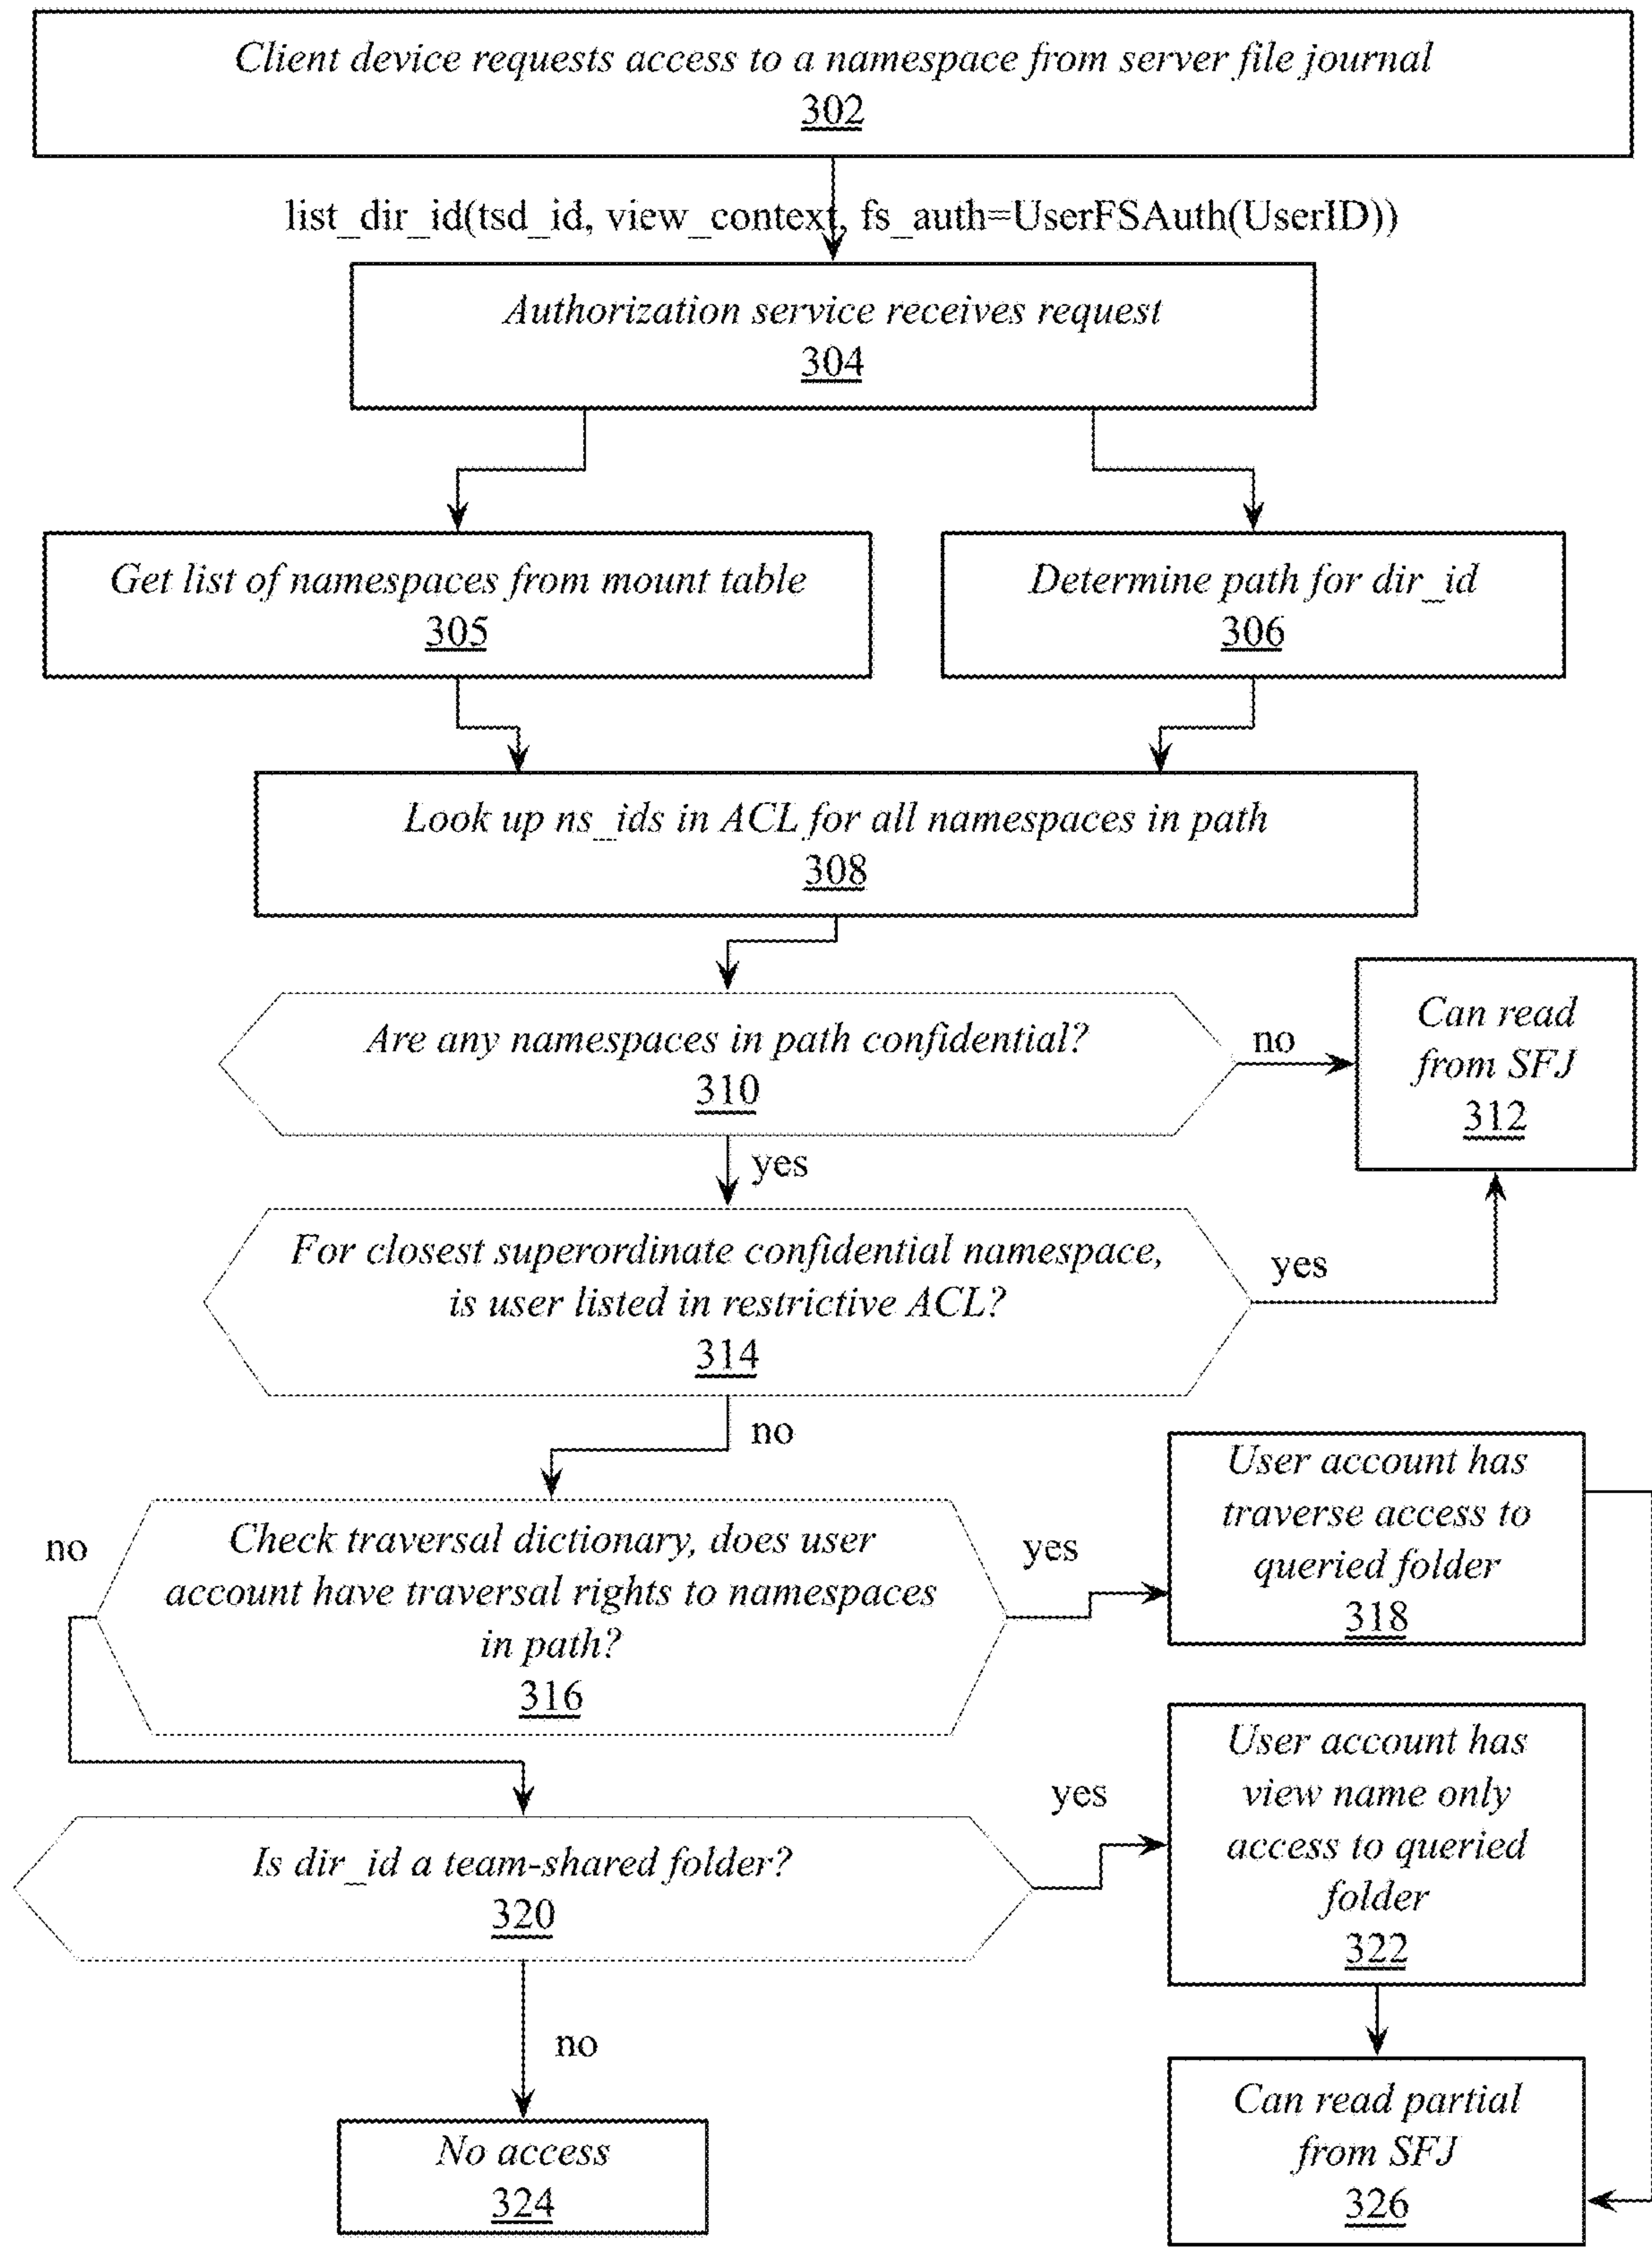 Client device requests access to a namespace from server file journal
302
list_dir_id(tsd_id, view_context, fs_auth=UserFSAuth(UserID))
Authorization service receives request
304
Get list of namespaces from mount table
305
Determine path for dir_id
306
Look up ns_ids in ACL for all namespaces in path
308
Are any namespaces in path confidential?
310
no
Can read
from SFJ
312
yes
For closest superordinate confidential namespace,
is user listed in restrictive ACL?
314
yes
no
Check traversal dictionary, does user
account have traversal rights to namespaces
in path?
316
no
yes
User account has
traverse access to
queried folder
318
Is dir_id a team-shared folder?
320
yes
User account has
view name only
access to queried
folder
322
no
No access
324
Can read partial
from SFJ
326